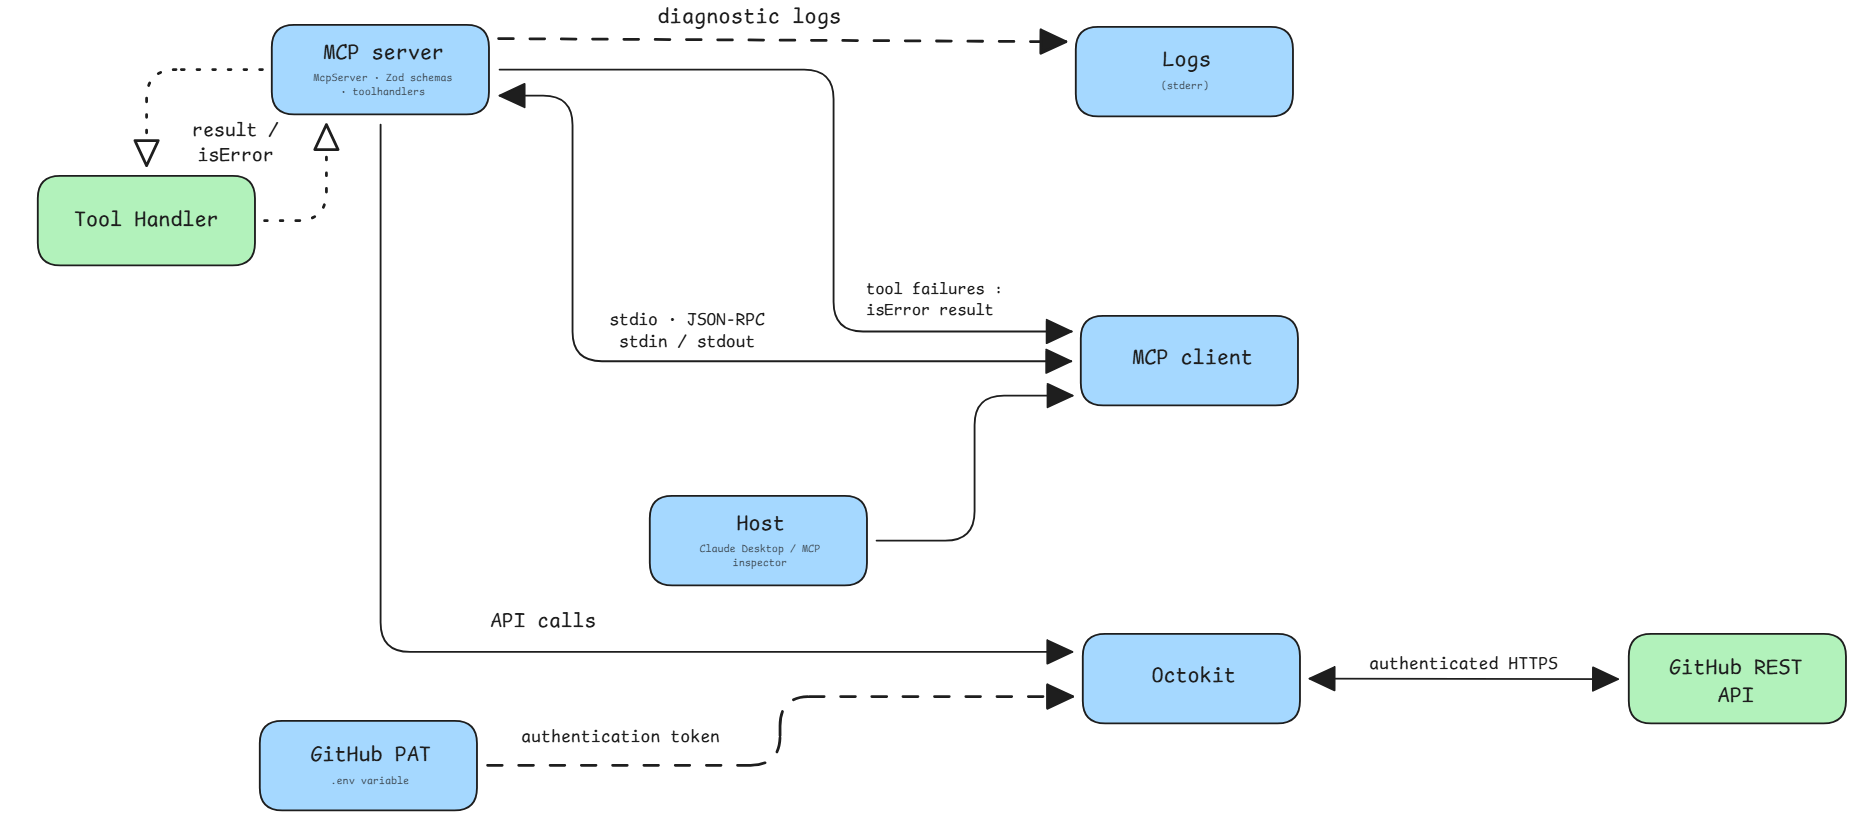 diagnostic logs
MCP server
McpServer · Zod schemas
· toolhandlers
Logs
(stderr)
result /
isError
Tool Handler
tool failures :
isError result
stdio · JSON-RPC
stdin / stdout
MCP client
Host
Claude Desktop / MCP
inspector
API calls
Octokit
authenticated HTTPS
GitHub REST
API
authentication token
GitHub PAT
.env variable